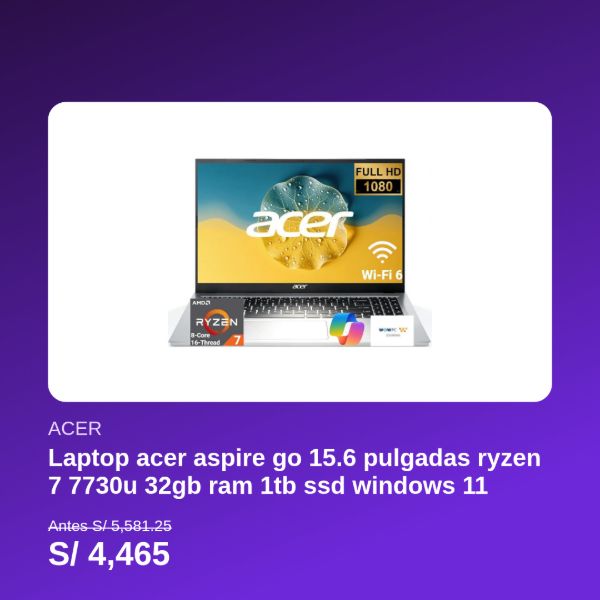 FULL HD
1080
acer
Wi-Fi 6
acer
AMD
RYZEN
8-Core
16-Thread
7
ACER
Laptop acer aspire go 15.6 pulgadas ryzen
7 7730u 32gb ram 1tb ssd windows 11
Antes S/ 5,581.25
S/ 4,465